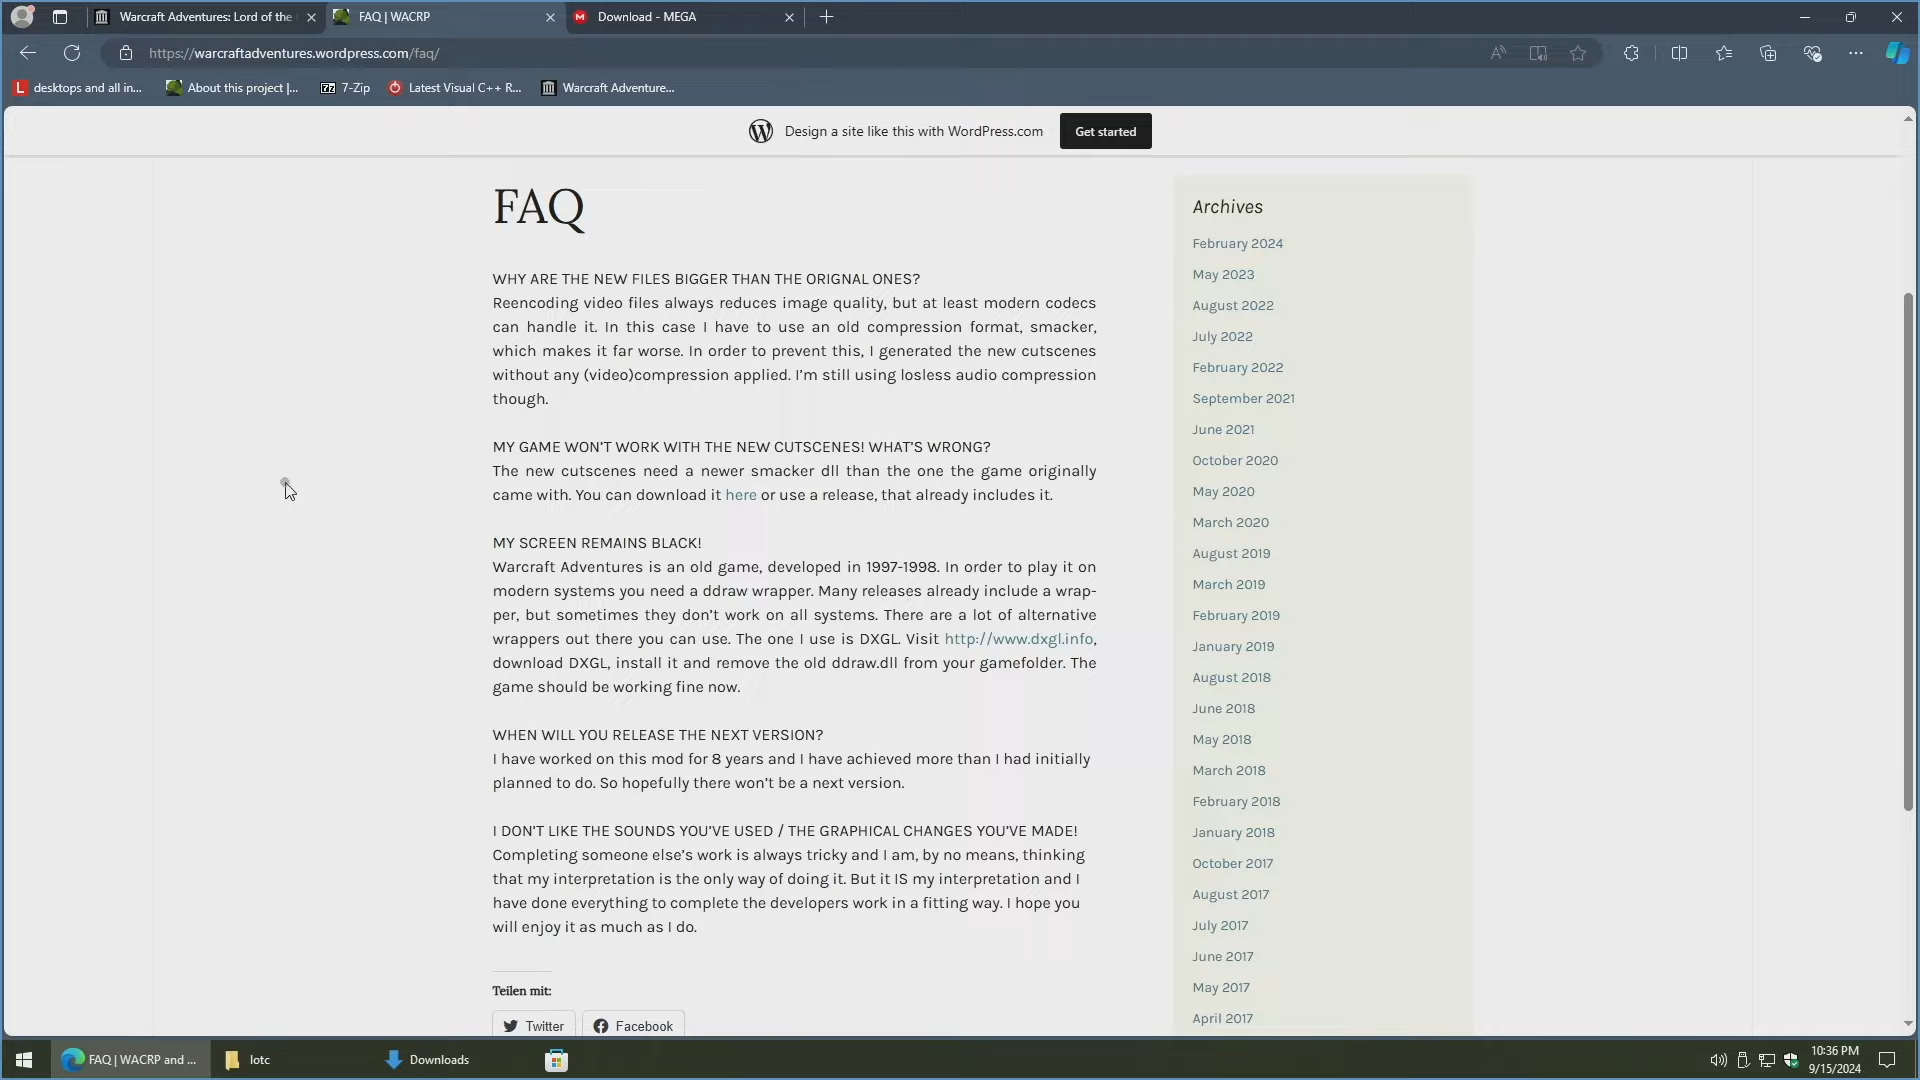 Warcraft Adventures: Lord of the
FAQ | WACRP
Download - MEGA
https://warcraftadventures.wordpress.com/faq/
desktops and all in...
About this project |...
7-Zip
Latest Visual C++ R...
Warcraft Adventure...
Design a site like this with WordPress.com
Get started
FAQ
WHY ARE THE NEW FILES BIGGER THAN THE ORIGNAL ONES?
Reencoding video files always reduces image quality, but at least modern codecs
can handle it. In this case I have to use an old compression format, smacker,
which makes it far worse. In order to prevent this, I generated the new cutscenes
without any (video)compression applied. I'm still using losless audio compression
though.
MY GAME WON'T WORK WITH THE NEW CUTSCENES! WHAT'S WRONG?
The new cutscenes need a newer smacker dll than the one the game originally
came with. You can download it here or use a release, that already includes it.
MY SCREEN REMAINS BLACK!
Warcraft Adventures is an old game, developed in 1997-1998. In order to play it on
modern systems you need a ddraw wrapper. Many releases already include a wrap-
per, but sometimes they don't work on all systems. There are a lot of alternative
wrappers out there you can use. The one I use is DXGL. Visit http://www.dxgl.info,
download DXGL, install it and remove the old ddraw.dll from your gamefolder. The
game should be working fine now.
WHEN WILL YOU RELEASE THE NEXT VERSION?
I have worked on this mod for 8 years and I have achieved more than I had initially
planned to do. So hopefully there won't be a next version.
I DON'T LIKE THE SOUNDS YOU'VE USED / THE GRAPHICAL CHANGES YOU'VE MADE!
Completing someone else's work is always tricky and I am, by no means, thinking
that my interpretation is the only way of doing it. But it IS my interpretation and I
have done everything to complete the developers work in a fitting way. I hope you
will enjoy it as much as I do.
Teilen mit:
Twitter
Facebook
Archives
February 2024
May 2023
August 2022
July 2022
February 2022
September 2021
June 2021
October 2020
May 2020
March 2020
August 2019
March 2019
February 2019
January 2019
August 2018
June 2018
May 2018
March 2018
February 2018
January 2018
October 2017
August 2017
July 2017
June 2017
May 2017
April 2017
FAQ | WACRP and ...
lotc
Downloads
10:36 PM
9/15/2024